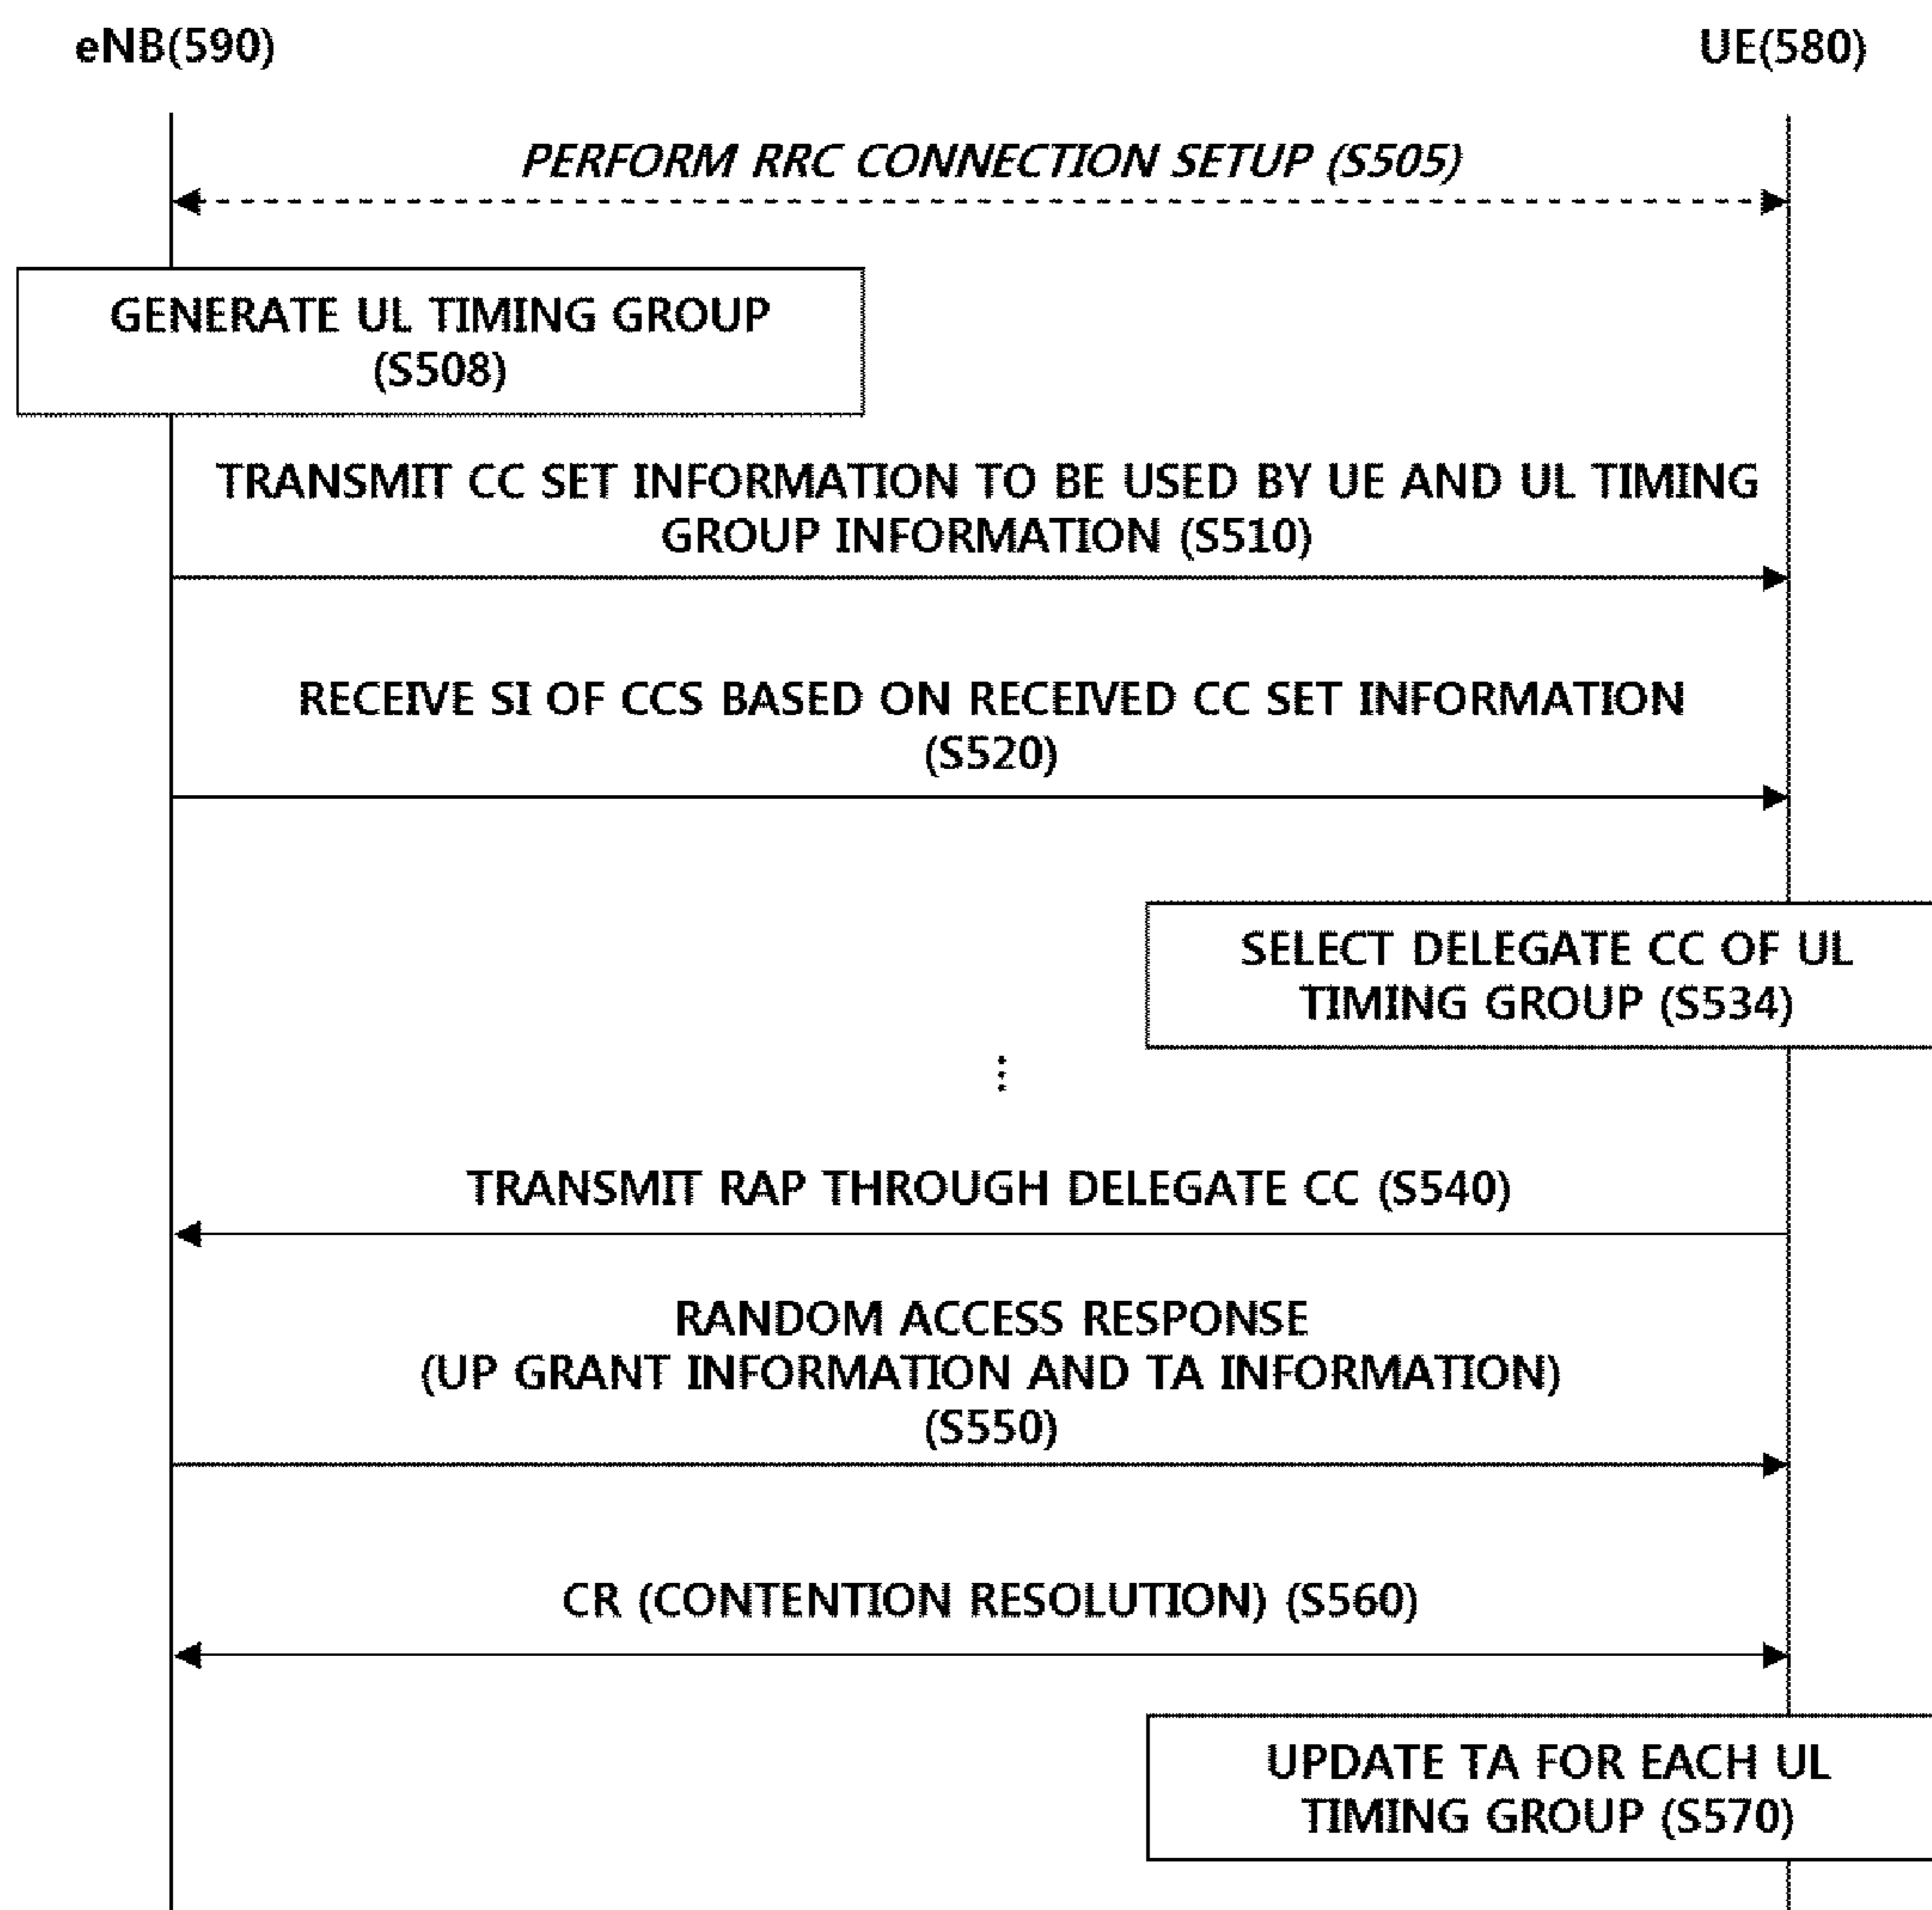 eNB(590)
UE(580)
PERFORM RRC CONNECTION SETUP (S505)
GENERATE UL TIMING GROUP
(S508)
TRANSMIT CC SET INFORMATION TO BE USED BY UE AND UL TIMING
GROUP INFORMATION (S510)
RECEIVE SI OF CCS BASED ON RECEIVED CC SET INFORMATION
(S520)
SELECT DELEGATE CC OF UL
TIMING GROUP (S534)
⋮
TRANSMIT RAP THROUGH DELEGATE CC (S540)
RANDOM ACCESS RESPONSE
(UP GRANT INFORMATION AND TA INFORMATION)
(S550)
CR (CONTENTION RESOLUTION) (S560)
UPDATE TA FOR EACH UL
TIMING GROUP (S570)